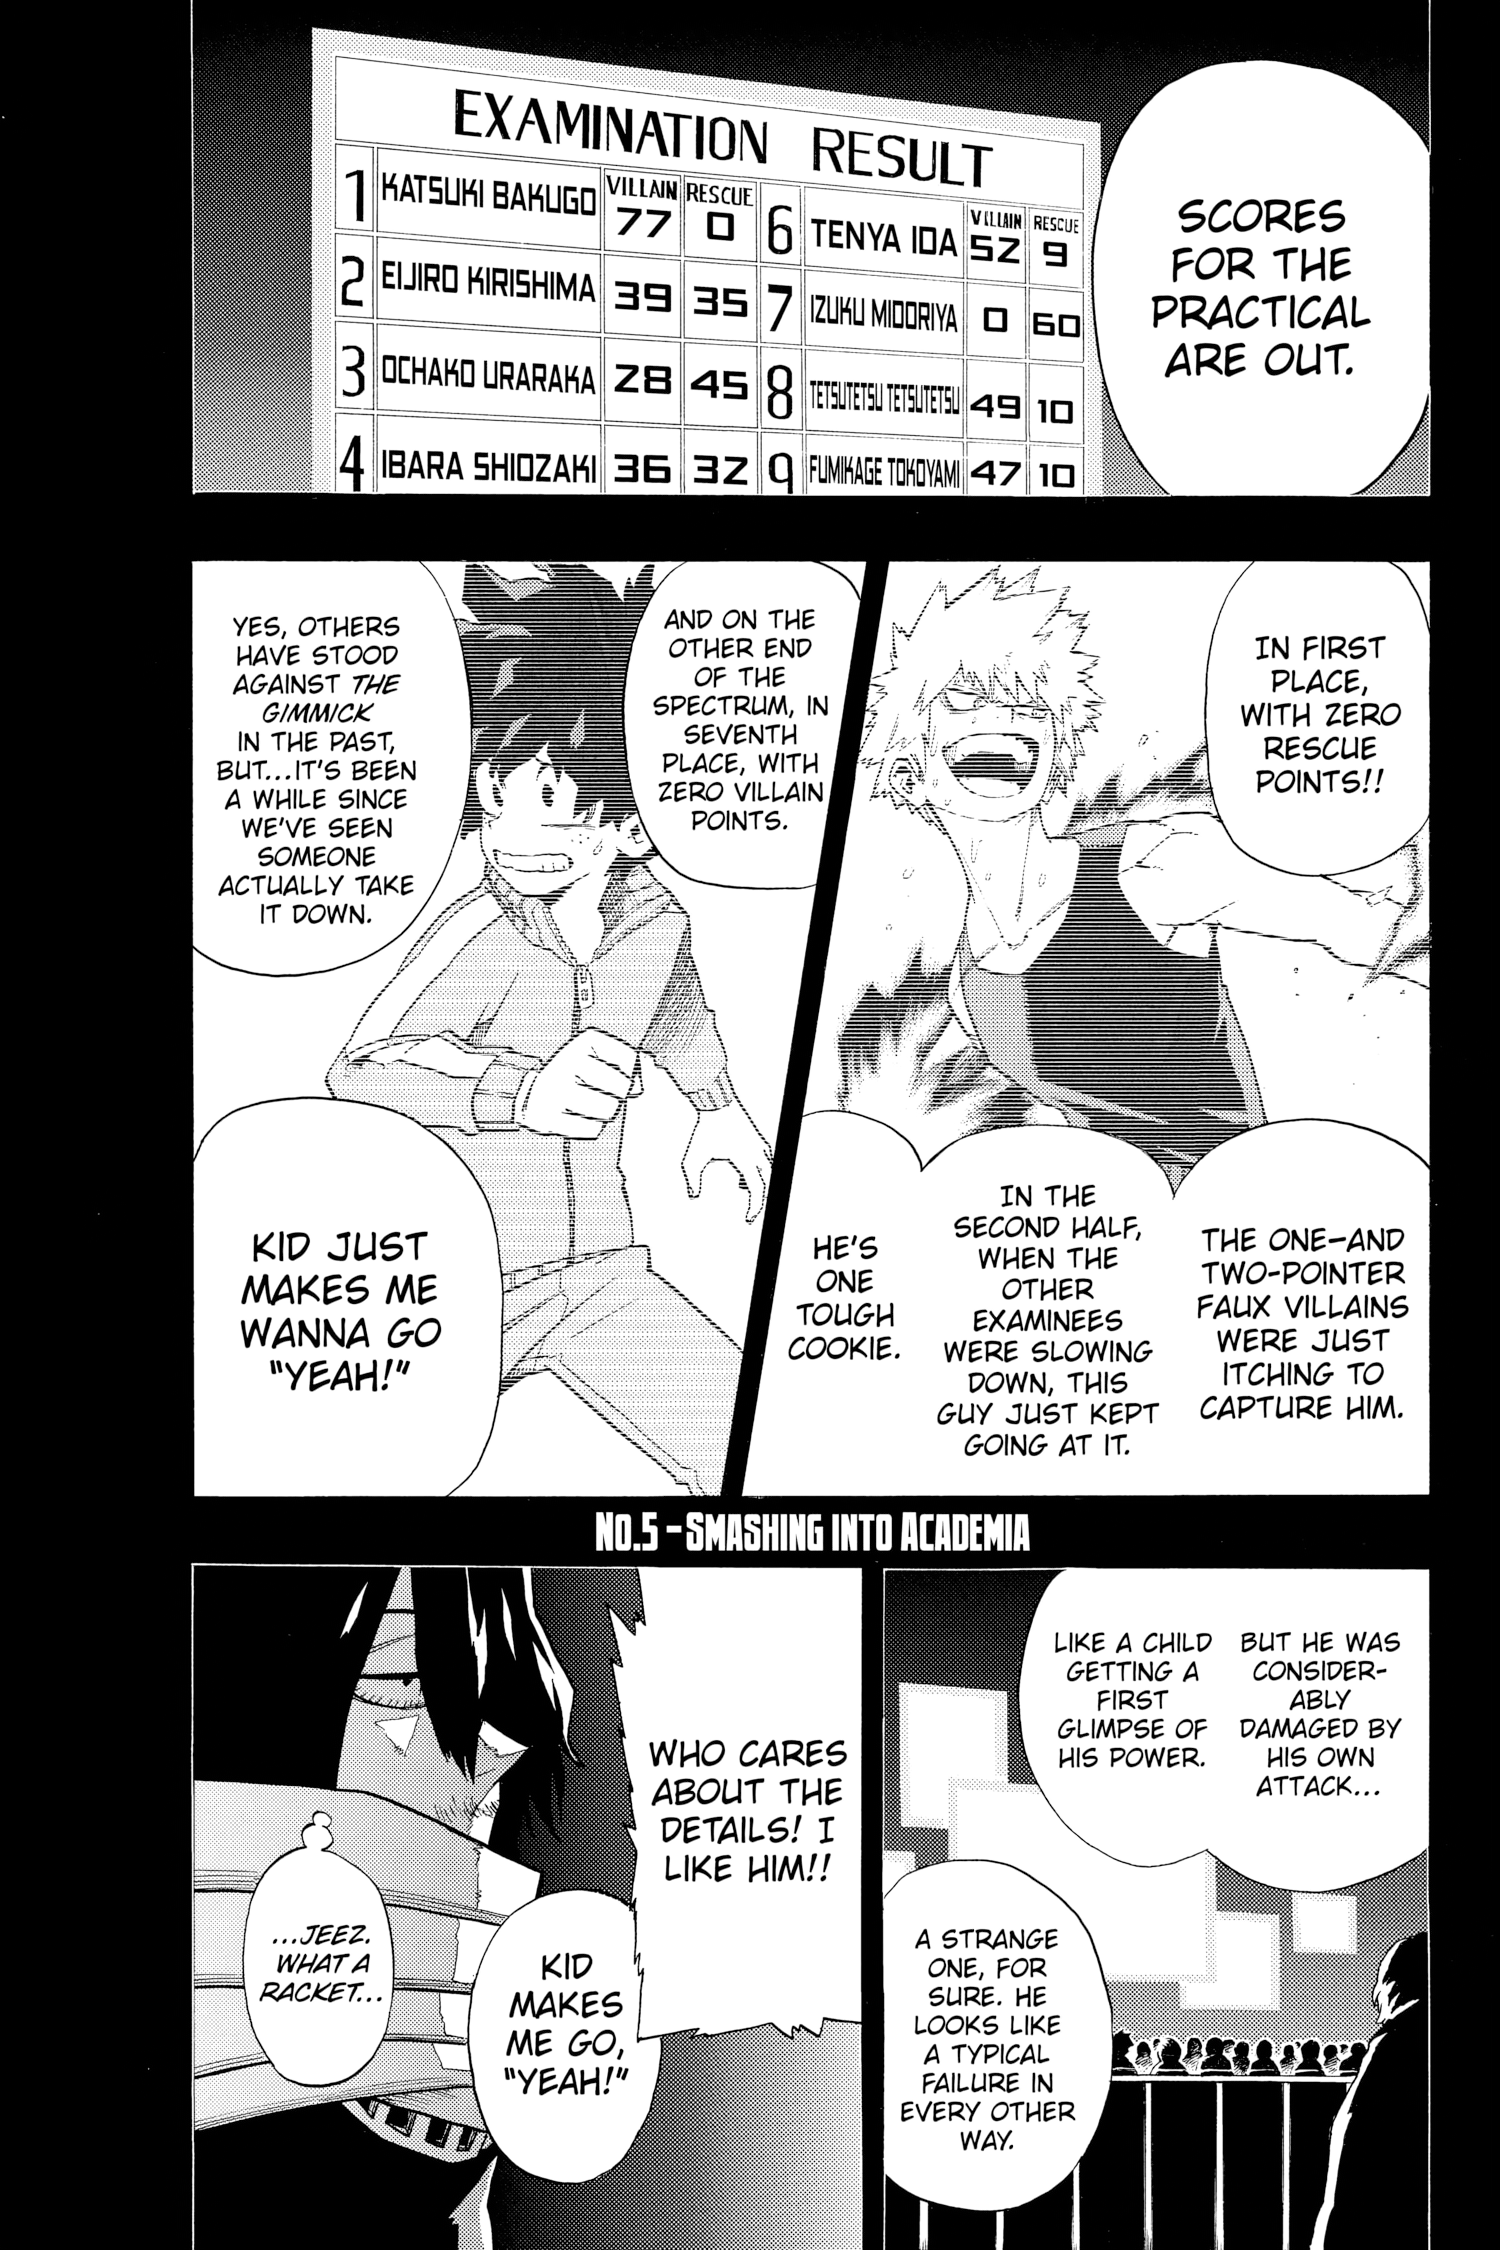 SCORES
FOR THE
PRACTICAL
ARE OUT.
EXAMINATION RESULT
1 KATSUKI BAKUGO VILLAIN 77 RESCUE 0
2 EIJIRO KIRISHIMA 39 35
3 OCHAKO URARAKA 28 45
4 IBARA SHIOZAKI 36 32
6 TENYA IDA VILLAIN 52 RESCUE 9
7 IZUKU MIDORIYA 0 60
8 TETSUTETSU TETSUTETSU 49 10
9 FUMIKAGE TOKOYAMI 47 10
IN FIRST
PLACE,
WITH ZERO
RESCUE
POINTS!!
THE ONE-AND
TWO-POINTER
FAUX VILLAINS
WERE JUST
ITCHING TO
CAPTURE HIM.
IN THE
SECOND HALF,
WHEN THE
OTHER
EXAMINEES
WERE SLOWING
DOWN, THIS
GUY JUST KEPT
GOING AT IT.
HE'S
ONE
TOUGH
COOKIE.
AND ON THE
OTHER END
OF THE
SPECTRUM, IN
SEVENTH
PLACE, WITH
ZERO VILLAIN
POINTS.
YES, OTHERS
HAVE STOOD
AGAINST THE
GIMMICK
IN THE PAST,
BUT...IT'S BEEN
A WHILE SINCE
WE'VE SEEN
SOMEONE
ACTUALLY TAKE
IT DOWN.
KID JUST
MAKES ME
WANNA GO
"YEAH!"
NO.5 - SMASHING INTO ACADEMIA
BUT HE WAS
CONSIDER-
ABLY
DAMAGED BY
HIS OWN
ATTACK...
LIKE A CHILD
GETTING A
FIRST
GLIMPSE OF
HIS POWER.
A STRANGE
ONE, FOR
SURE. HE
LOOKS LIKE
A TYPICAL
FAILURE IN
EVERY OTHER
WAY.
WHO CARES
ABOUT THE
DETAILS! I
LIKE HIM!!
KID
MAKES
ME GO,
"YEAH!"
...JEEZ.
WHAT A
RACKET...